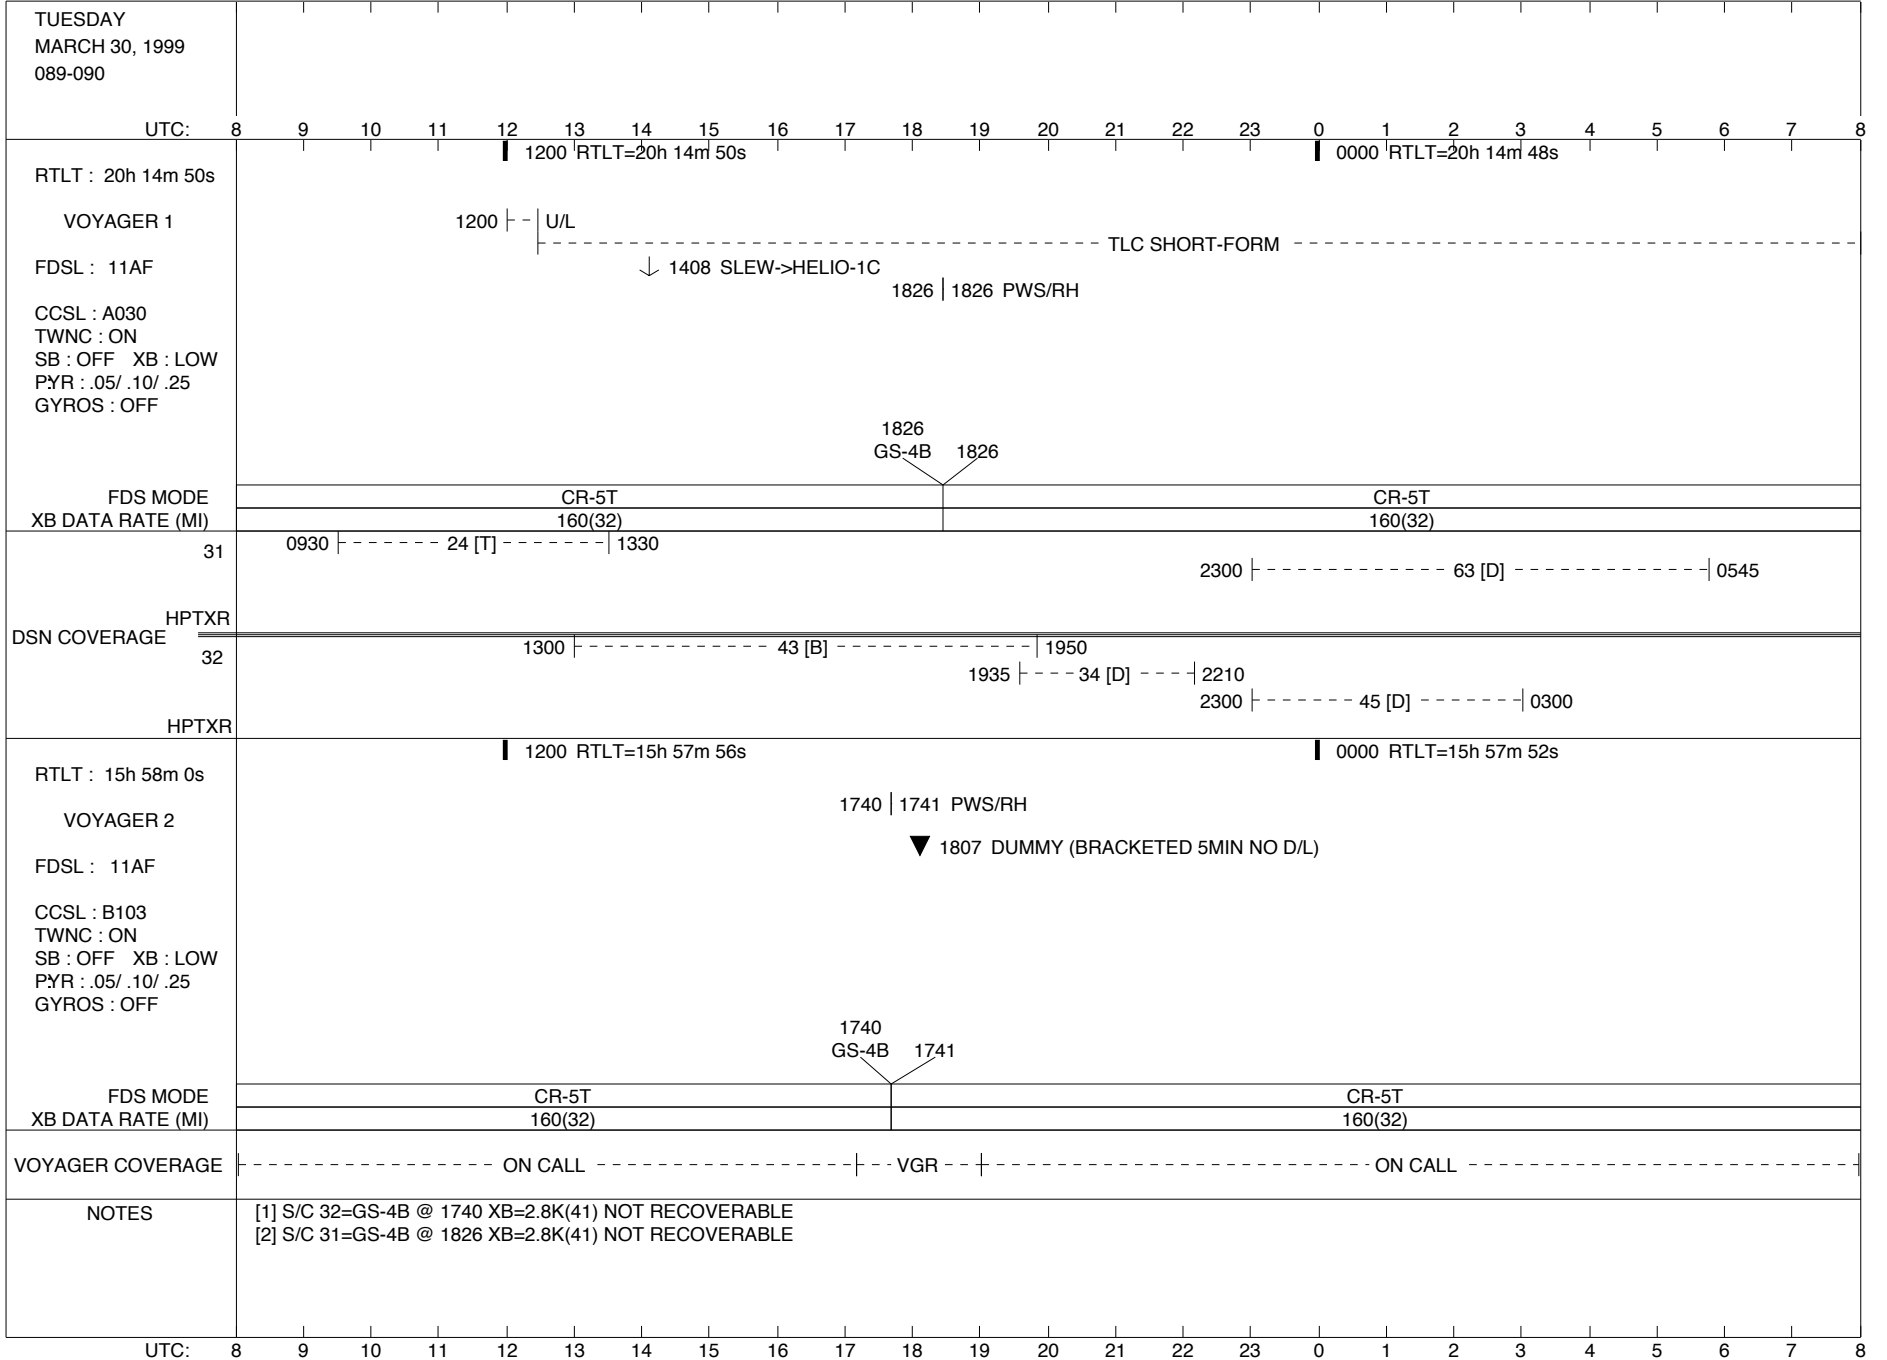 TUESDAY
MARCH 30, 1999
089-090
UTC: 8 9 10 11 12 13 14 15 16 17 18 19 20 21 22 23 0 1 2 3 4 5 6 7 8
1200 RTLT=20h 14m 50s 0000 RTLT=20h 14m 48s
RTLT : 20h 14m 50s
VOYAGER 1
1200 U/L
TLC SHORT-FORM
FDSL : 11AF
1408 SLEW->HELIO-1C
1826 1826 PWS/RH
CCSL : A030
TWNC : ON
SB : OFF XB : LOW
P:YR : .05/ .10/ .25
GYROS : OFF
1826
GS-4B 1826
FDS MODE CR-5T CR-5T
XB DATA RATE (MI) 160(32) 160(32)
31 0930 24 [T] 1330
2300 63 [D] 0545
HPTXR
DSN COVERAGE
32 1300 43 [B] 1950
1935 34 [D] 2210
2300 45 [D] 0300
HPTXR
1200 RTLT=15h 57m 56s 0000 RTLT=15h 57m 52s
RTLT : 15h 58m 0s
1740 1741 PWS/RH
VOYAGER 2
1807 DUMMY (BRACKETED 5MIN NO D/L)
FDSL : 11AF
CCSL : B103
TWNC : ON
SB : OFF XB : LOW
P:YR : .05/ .10/ .25
GYROS : OFF
1740
GS-4B 1741
FDS MODE CR-5T CR-5T
XB DATA RATE (MI) 160(32) 160(32)
VOYAGER COVERAGE ON CALL VGR ON CALL
NOTES [1] S/C 32=GS-4B @ 1740 XB=2.8K(41) NOT RECOVERABLE
[2] S/C 31=GS-4B @ 1826 XB=2.8K(41) NOT RECOVERABLE
UTC: 8 9 10 11 12 13 14 15 16 17 18 19 20 21 22 23 0 1 2 3 4 5 6 7 8